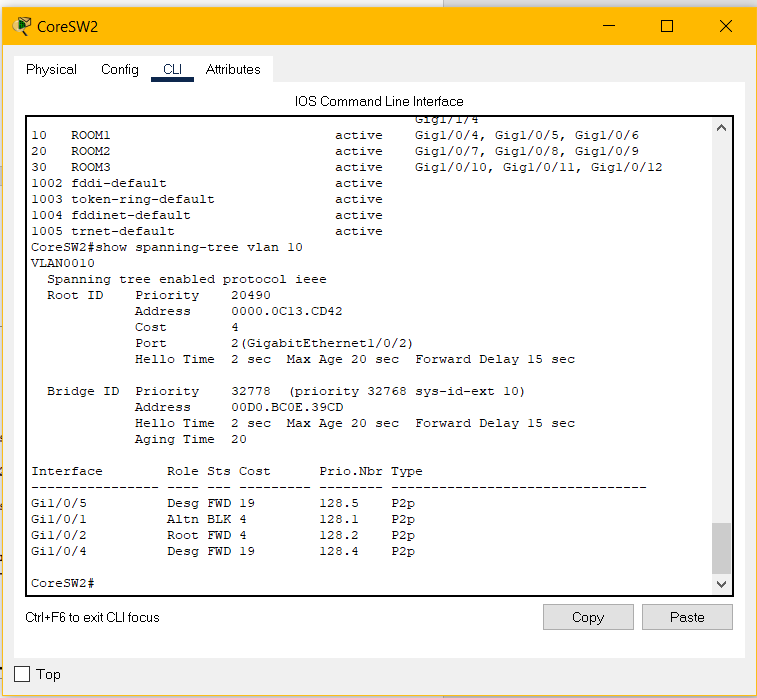 CoreSW2
Physical Config CLI Attributes
IOS Command Line Interface
Gig1/1/4
10 ROOM1 active Gig1/0/4, Gig1/0/5, Gig1/0/6
20 ROOM2 active Gig1/0/7, Gig1/0/8, Gig1/0/9
30 ROOM3 active Gig1/0/10, Gig1/0/11, Gig1/0/12
1002 fddi-default active
1003 token-ring-default active
1004 fddinet-default active
1005 trnet-default active
CoreSW2#show spanning-tree vlan 10
VLAN0010
Spanning tree enabled protocol ieee
Root ID Priority 20490
Address 0000.0C13.CD42
Cost 4
Port 2(GigabitEthernet1/0/2)
Hello Time 2 sec Max Age 20 sec Forward Delay 15 sec
Bridge ID Priority 32778 (priority 32768 sys-id-ext 10)
Address 00D0.BC0E.39CD
Hello Time 2 sec Max Age 20 sec Forward Delay 15 sec
Aging Time 20
Interface Role Sts Cost Prio.Nbr Type
---------------- ---- --- --------- -------- --------------------------------
Gi1/0/5 Desg FWD 19 128.5 P2p
Gi1/0/1 Altn BLK 4 128.1 P2p
Gi1/0/2 Root FWD 4 128.2 P2p
Gi1/0/4 Desg FWD 19 128.4 P2p
CoreSW2#
Ctrl+F6 to exit CLI focus
Copy Paste
Top